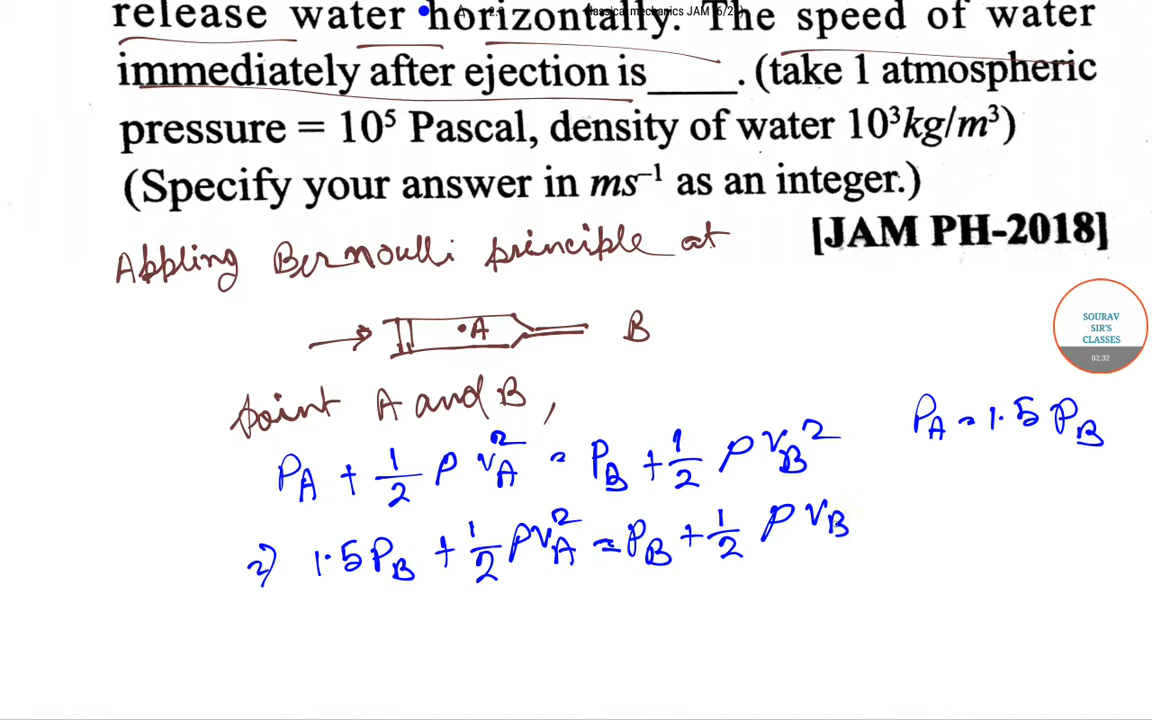 release water horizontally. The speed of water
immediately after ejection is____. (take 1 atmospheric
pressure = 10⁵ Pascal, density of water 10³kg/m³)
(Specify your answer in ms⁻¹ as an integer.)
[JAM PH-2018]
Appling Bernoulli principle at
A B
SOURAV
SIR'S
CLASSES
02:32
point A and B,
P_A = 1.5 P_B
P_A + 1/2 ρ v_A² = P_B + 1/2 ρ v_B²
⇒ 1.5 P_B + 1/2 ρ v_A² = P_B + 1/2 ρ v_B